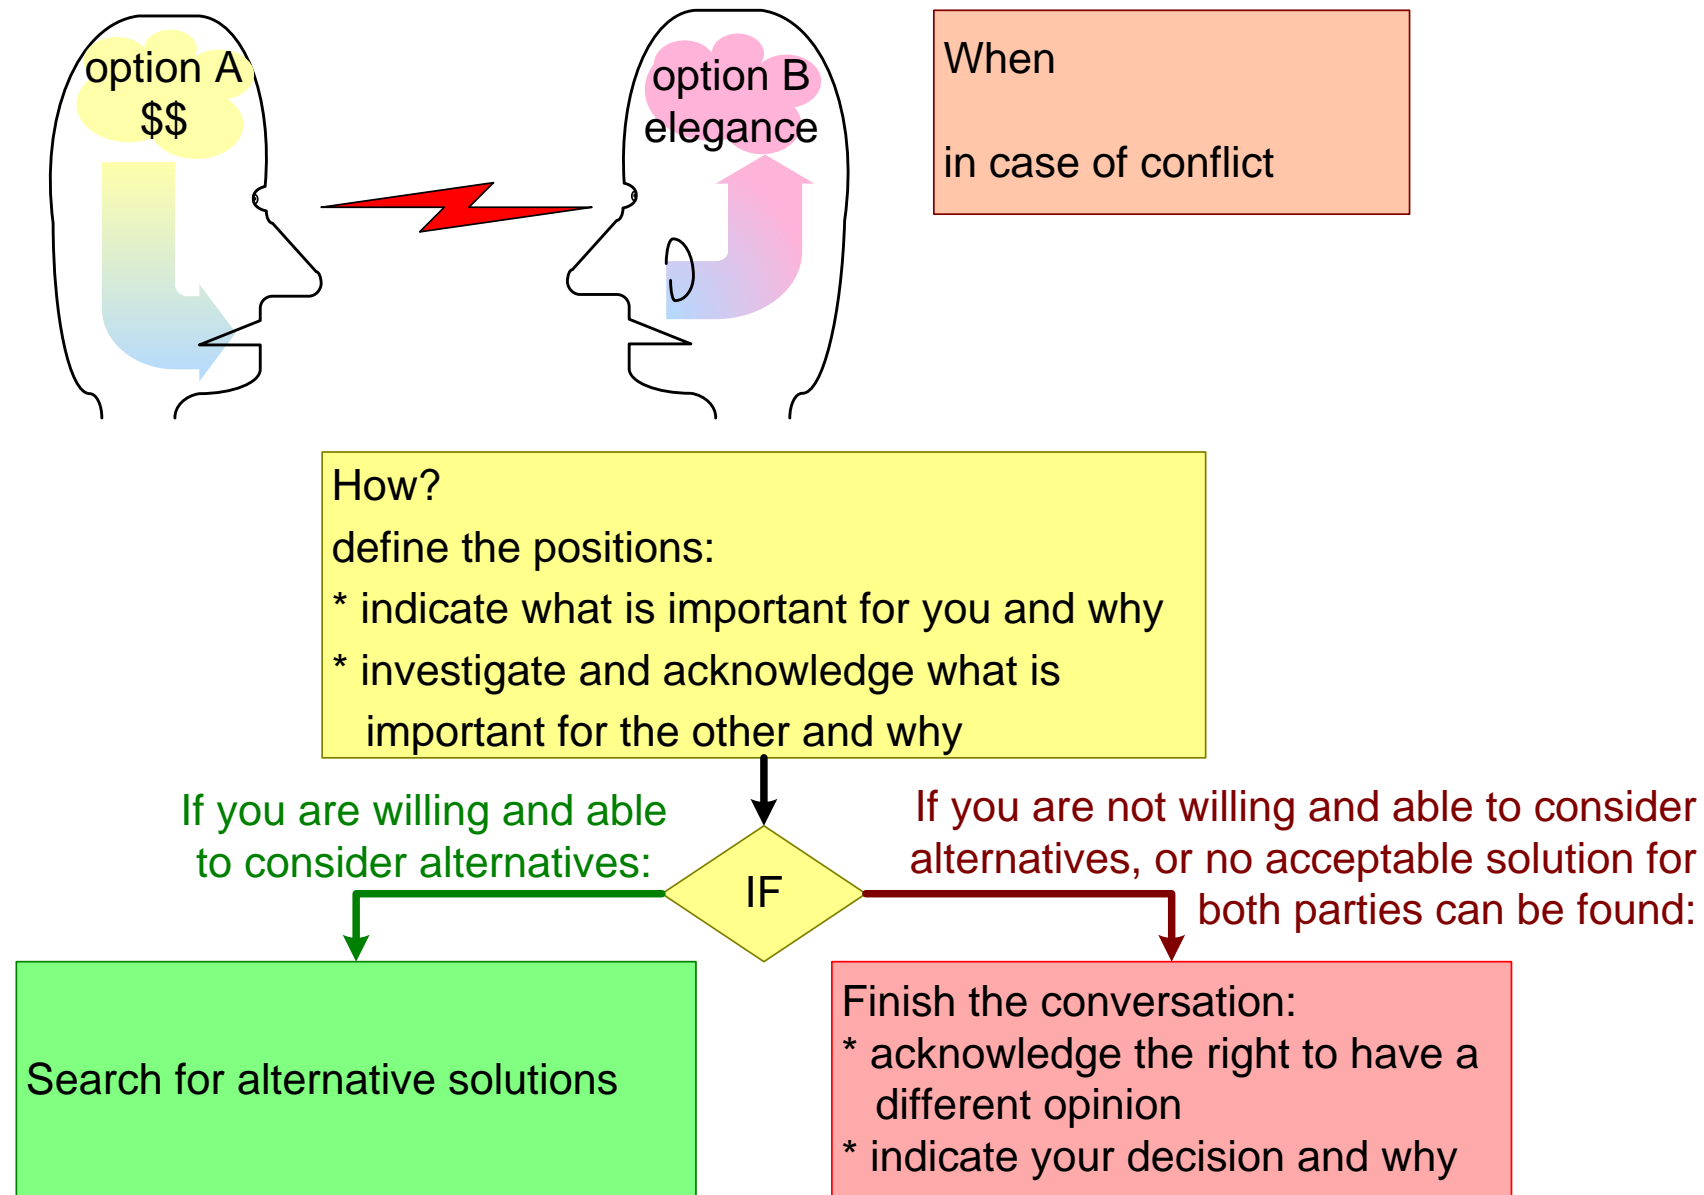 option A
$$
option B
elegance
When
in case of conflict
How?
define the positions:
* indicate what is important for you and why
* investigate and acknowledge what is
important for the other and why
If you are willing and able
to consider alternatives:
IF
If you are not willing and able to consider
alternatives, or no acceptable solution for
both parties can be found:
Search for alternative solutions
Finish the conversation:
* acknowledge the right to have a
different opinion
* indicate your decision and why